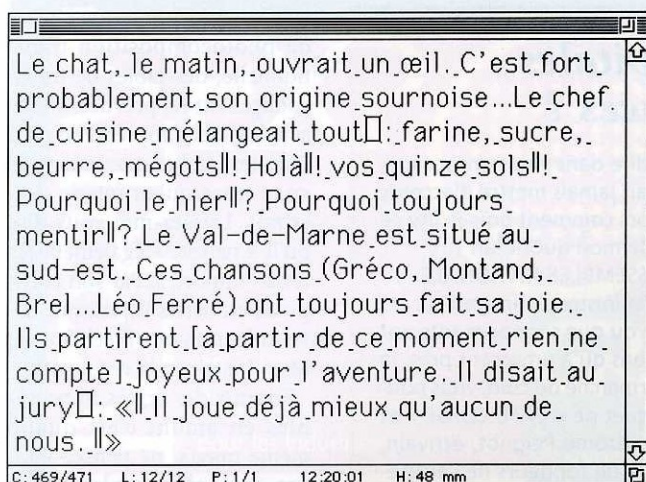 Le chat, le matin, ouvrait un œil. C'est fort
probablement son origine sournoise...Le chef
de cuisine mélangeait tout : farine, sucre,
beurre, mégots ! Holà ! vos quinze sols !
Pourquoi le nier ? Pourquoi toujours
mentir ? Le Val-de-Marne est situé au
sud-est. Ces chansons (Gréco, Montand,
Brel...Léo Ferré) ont toujours fait sa joie.
Ils partirent [à partir de ce moment rien ne
compte] joyeux pour l'aventure. Il disait au
jury : « Il joue déjà mieux qu'aucun de
nous. »
C: 469/471 L: 12/12 P: 1/1 12:20:01 H: 48 mm